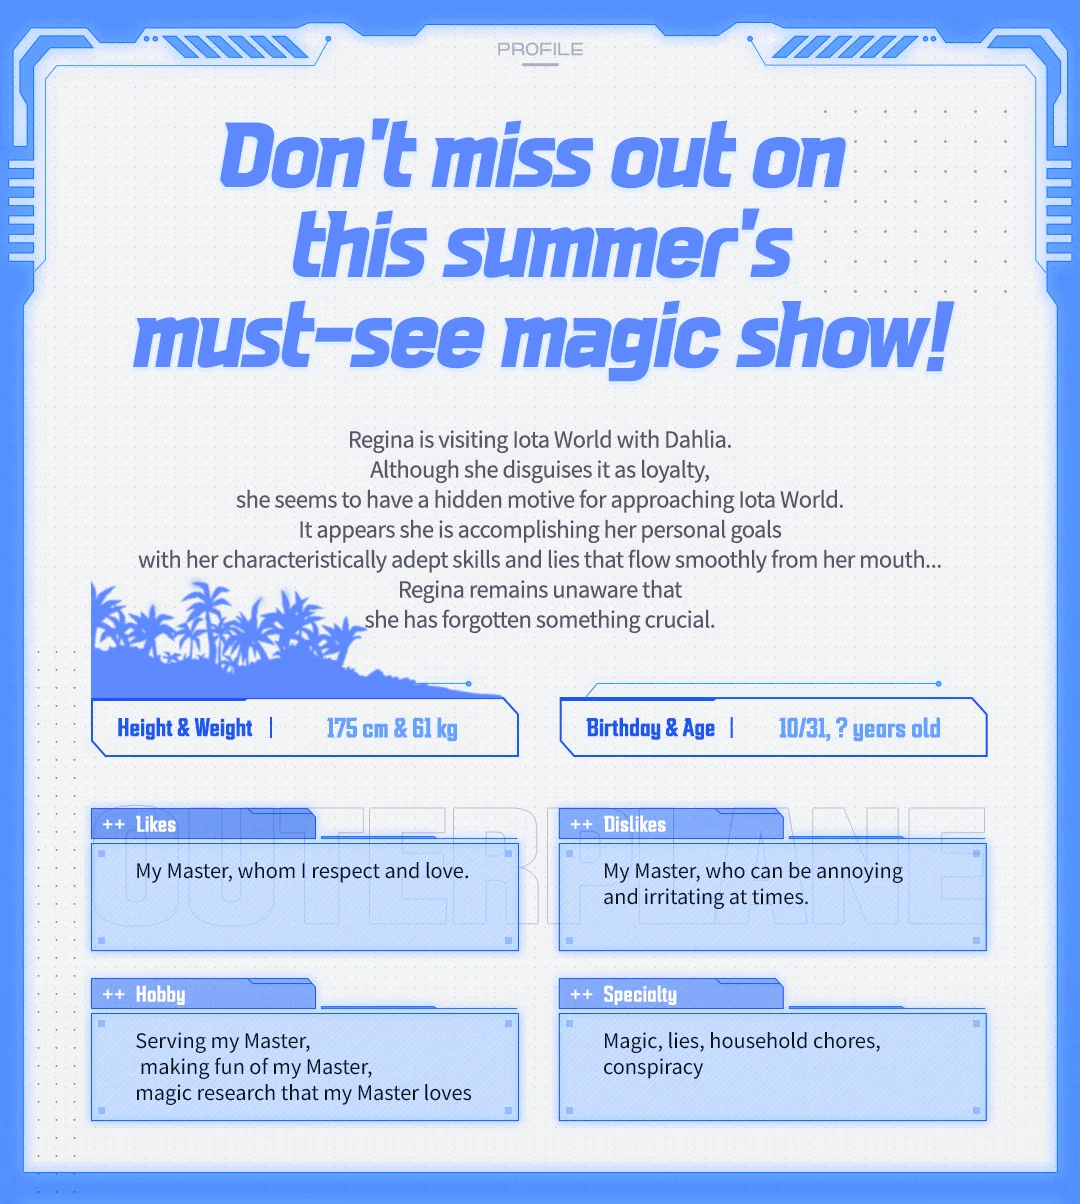 PROFILE
Don't miss out on
this summer's
must-see magic show!
Regina is visiting Iota World with Dahlia.
Although she disguises it as loyalty,
she seems to have a hidden motive for approaching Iota World.
It appears she is accomplishing her personal goals
with her characteristically adept skills and lies that flow smoothly from her mouth...
Regina remains unaware that
she has forgotten something crucial.
Height & Weight | 175 cm & 61 kg
Birthday & Age | 10/31, ? years old
OUTERPLANE
++ Likes
My Master, whom I respect and love.
++ Dislikes
My Master, who can be annoying
and irritating at times.
++ Hobby
Serving my Master,
making fun of my Master,
magic research that my Master loves
++ Specialty
Magic, lies, household chores,
conspiracy